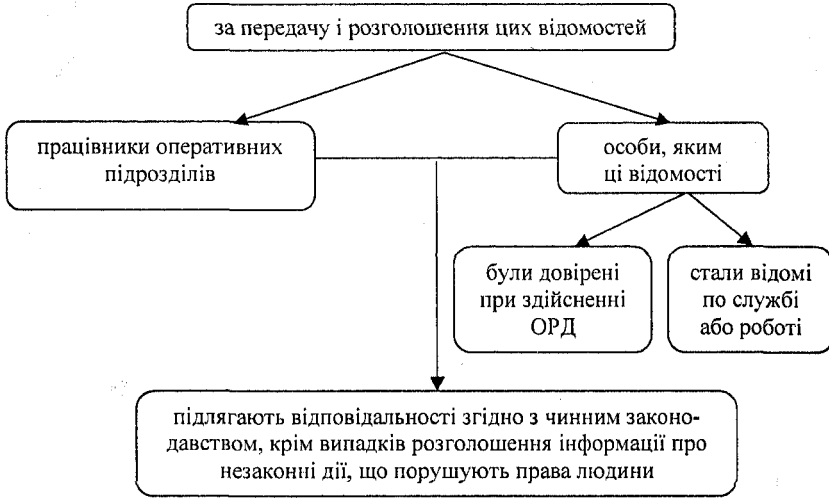 за передачу і розголошення цих відомостей
працівники оперативних
підрозділів
особи, яким
ці відомості
були довірені
при здійсненні
ОРД
стали відомі
по службі
або роботі
підлягають відповідальності згідно з чинним законо-
давством, крім випадків розголошення інформації про
незаконні дії, що порушують права людини